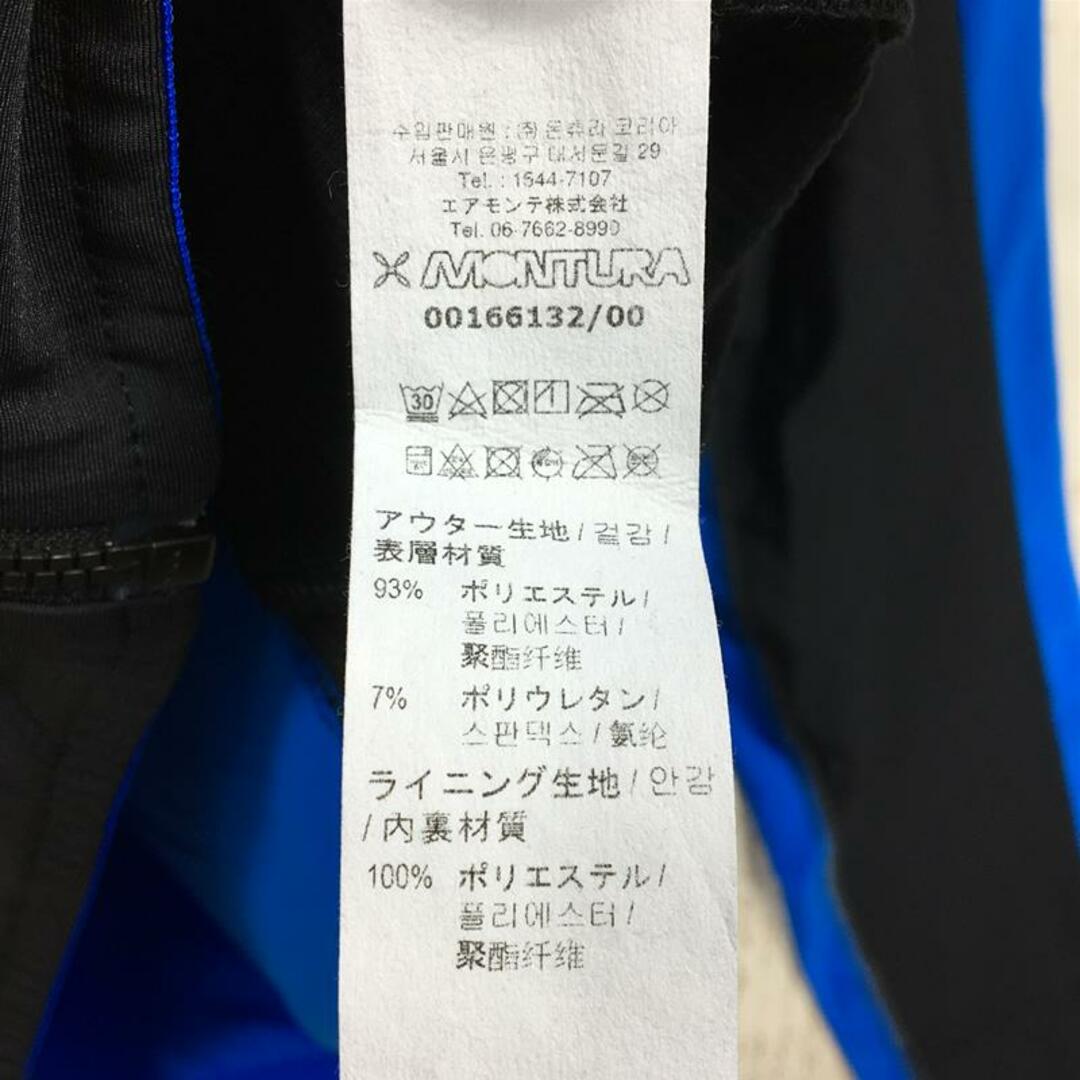 수입판매원 : (주) 몬츄라 코리아
서울시 은평구 대서문길 29
Tel. : 1544-7107
エアモンテ株式会社
Tel. 06-7662-8990
MONTURA
00166132/00
30
アウター生地 / 겉감 /
表層材質
93% ポリエステル /
폴리에스터 /
聚酯纤维
7% ポリウレタン /
스판덱스 / 氨纶
ライニング生地 / 안감
/ 內裏材質
100% ポリエステル /
폴리에스터 /
聚酯纤维